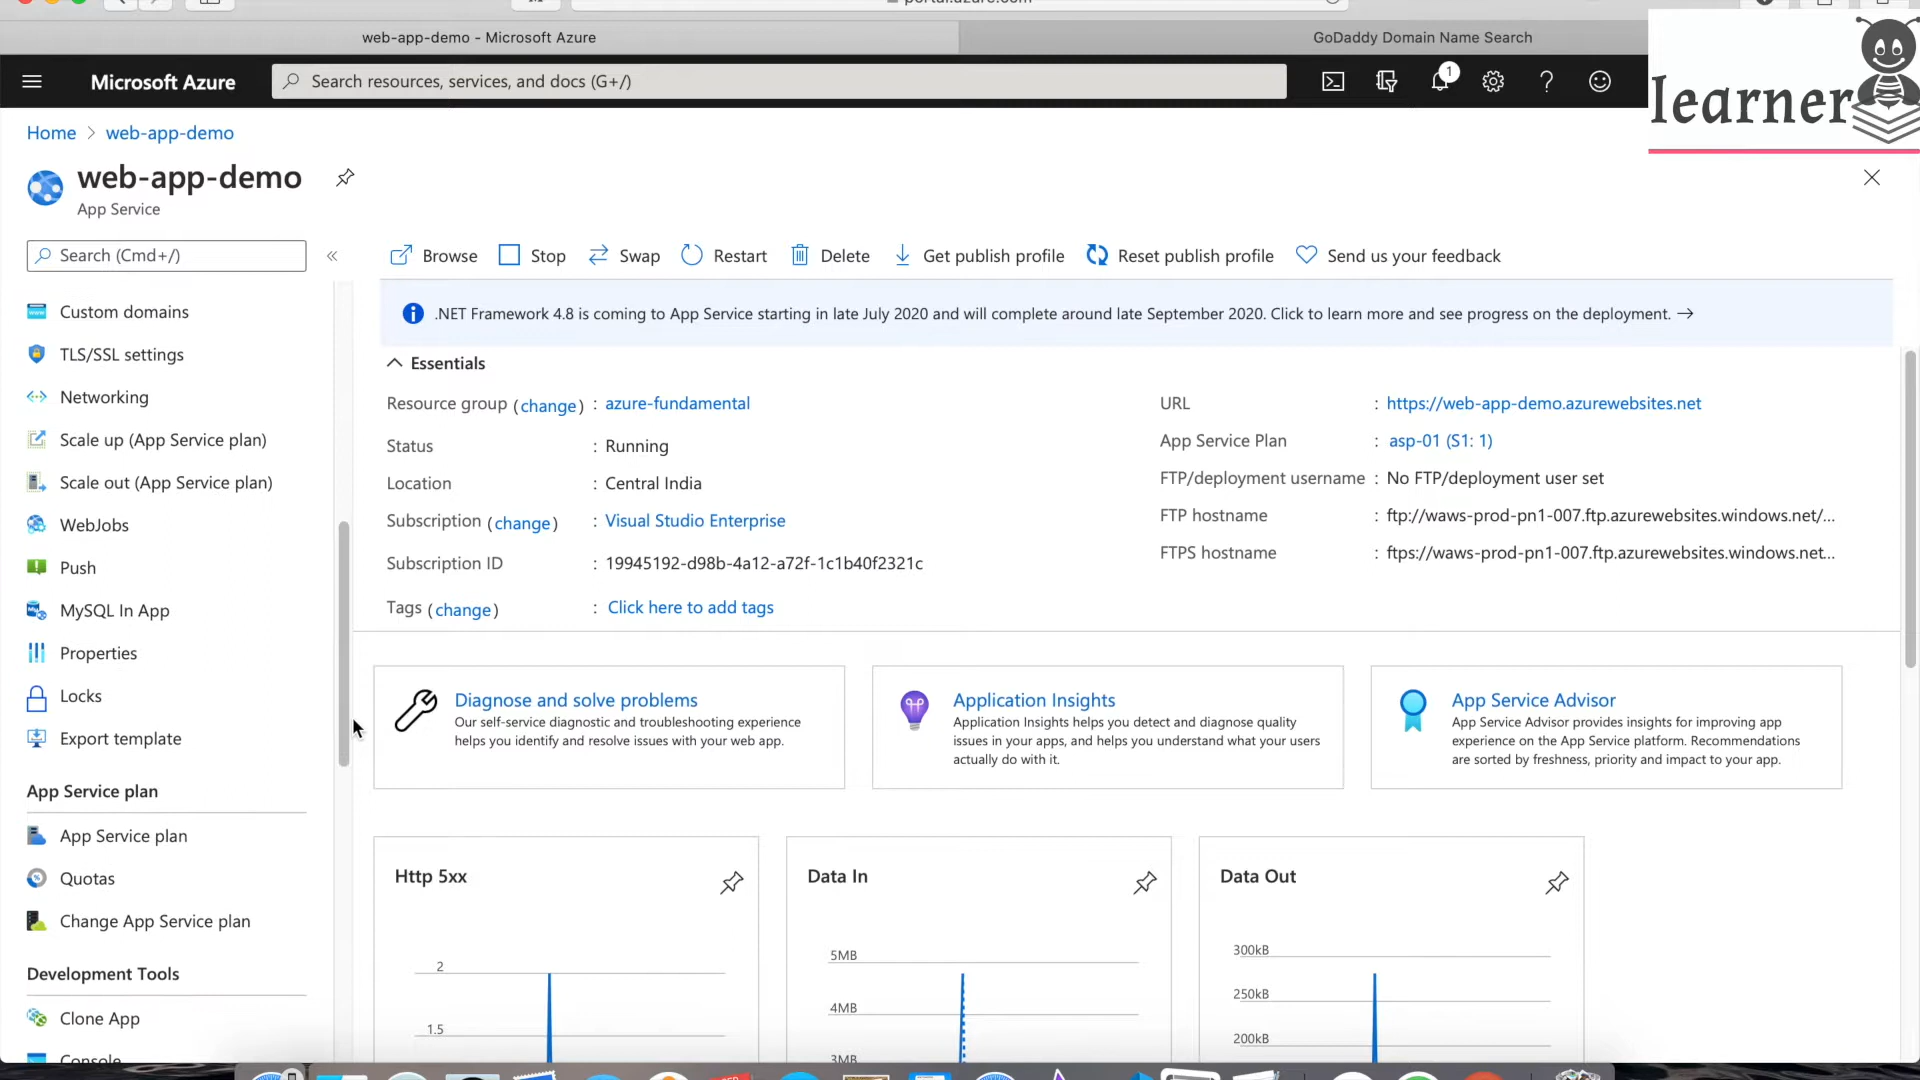 web-app-demo - Microsoft Azure
GoDaddy Domain Name Search
Microsoft Azure
Search resources, services, and docs (G+/)
1
learner
Home > web-app-demo
web-app-demo
App Service
Search (Cmd+/)
«
Browse
Stop
Swap
Restart
Delete
Get publish profile
Reset publish profile
Send us your feedback
.NET Framework 4.8 is coming to App Service starting in late July 2020 and will complete around late September 2020. Click to learn more and see progress on the deployment. →
Custom domains
TLS/SSL settings
Networking
Scale up (App Service plan)
Scale out (App Service plan)
WebJobs
Push
MySQL In App
Properties
Locks
Export template
App Service plan
App Service plan
Quotas
Change App Service plan
Development Tools
Clone App
Console
Essentials
Resource group (change) : azure-fundamental
Status : Running
Location : Central India
Subscription (change) : Visual Studio Enterprise
Subscription ID : 19945192-d98b-4a12-a72f-1c1b40f2321c
Tags (change) : Click here to add tags
URL : https://web-app-demo.azurewebsites.net
App Service Plan : asp-01 (S1: 1)
FTP/deployment username : No FTP/deployment user set
FTP hostname : ftp://waws-prod-pn1-007.ftp.azurewebsites.windows.net/...
FTPS hostname : ftps://waws-prod-pn1-007.ftp.azurewebsites.windows.net...
Diagnose and solve problems
Our self-service diagnostic and troubleshooting experience
helps you identify and resolve issues with your web app.
Application Insights
Application Insights helps you detect and diagnose quality
issues in your apps, and helps you understand what your users
actually do with it.
App Service Advisor
App Service Advisor provides insights for improving app
experience on the App Service platform. Recommendations
are sorted by freshness, priority and impact to your app.
Http 5xx
2
1.5
Data In
5MB
4MB
3MB
Data Out
300kB
250kB
200kB